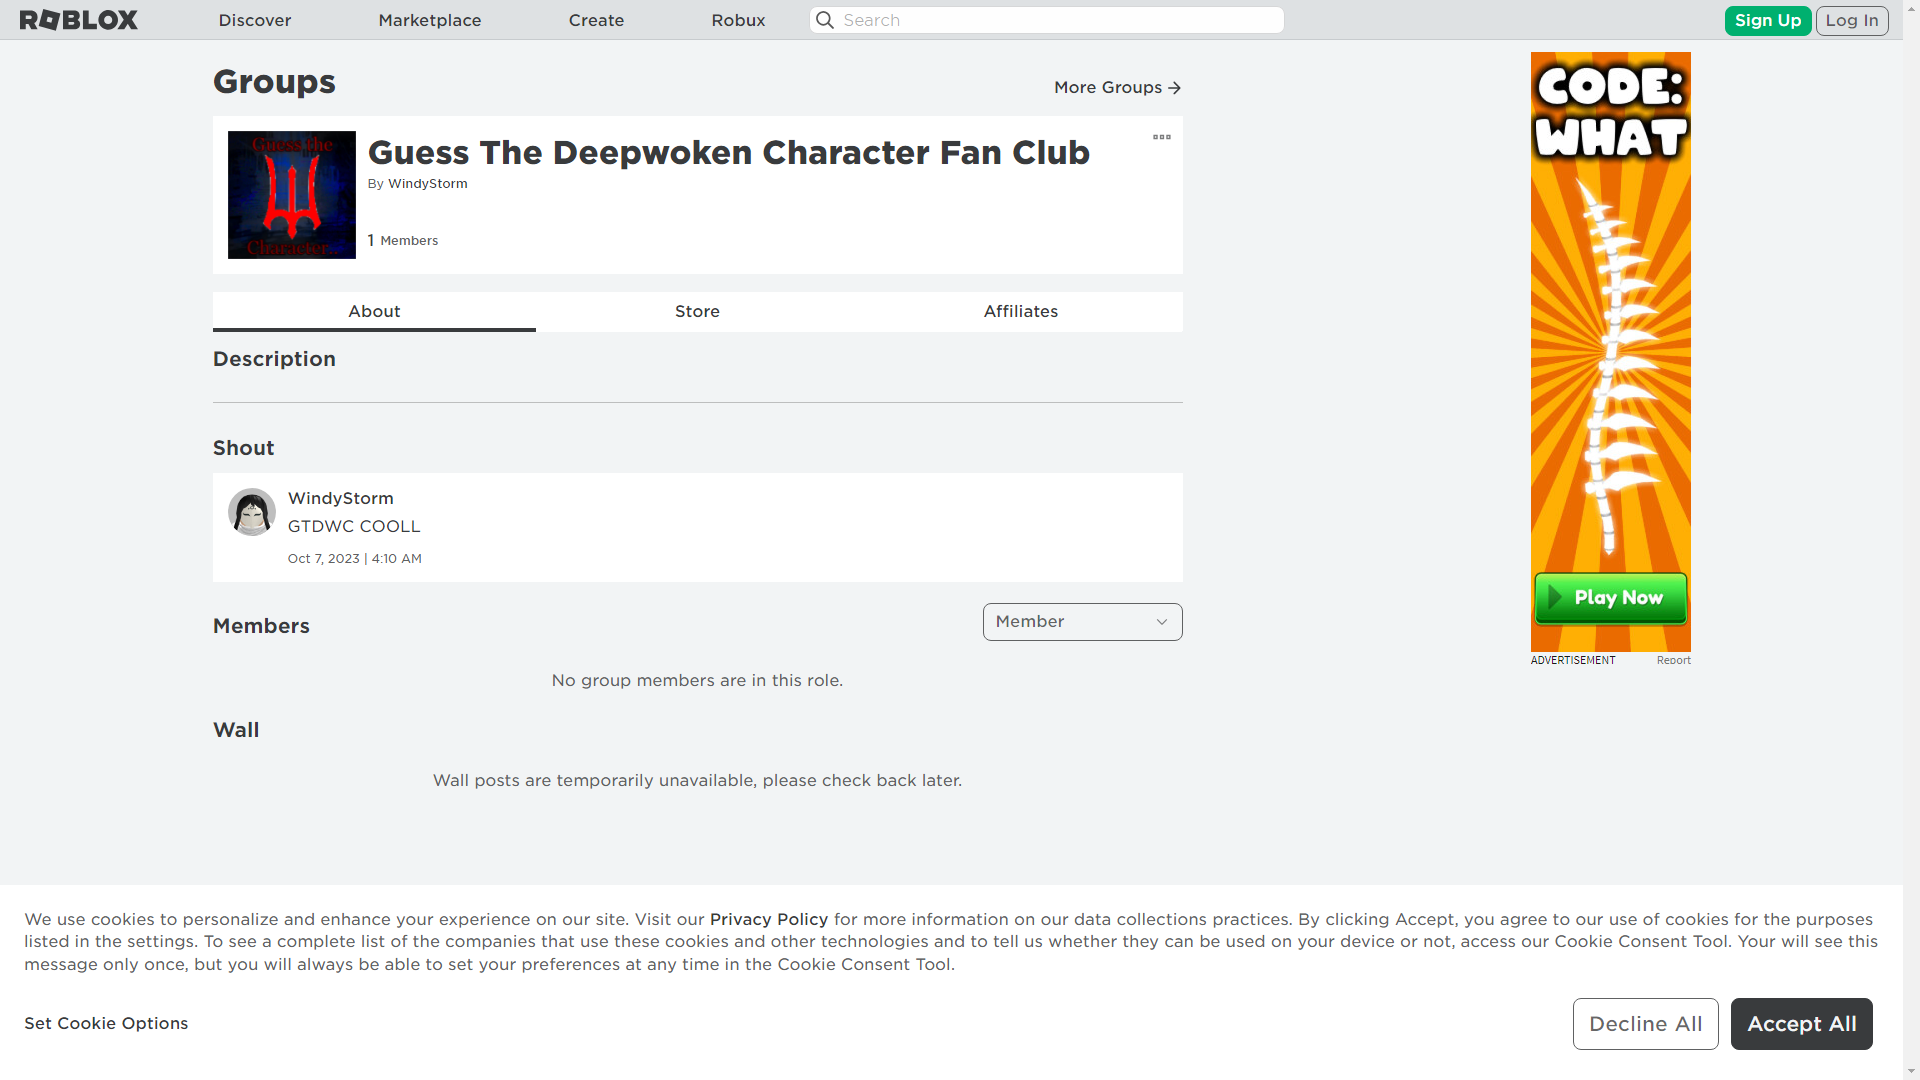 ROBLOX
Discover
Marketplace
Create
Robux
Search
Sign Up
Log In
Groups
More Groups
Guess the
Character...
Guess The Deepwoken Character Fan Club
By WindyStorm
1 Members
About
Store
Affiliates
Description
Shout
WindyStorm
GTDWC COOLL
Oct 7, 2023 | 4:10 AM
Members
Member
No group members are in this role.
Wall
Wall posts are temporarily unavailable, please check back later.
CODE:
WHAT
Play Now
ADVERTISEMENT
Report
We use cookies to personalize and enhance your experience on our site. Visit our Privacy Policy for more information on our data collections practices. By clicking Accept, you agree to our use of cookies for the purposes
listed in the settings. To see a complete list of the companies that use these cookies and other technologies and to tell us whether they can be used on your device or not, access our Cookie Consent Tool. Your will see this
message only once, but you will always be able to set your preferences at any time in the Cookie Consent Tool.
Set Cookie Options
Decline All
Accept All